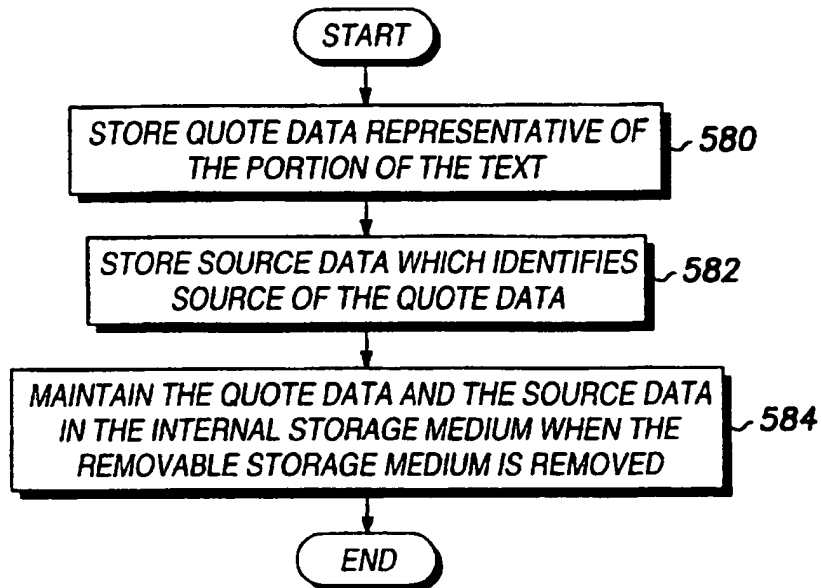 START
STORE QUOTE DATA REPRESENTATIVE OF
THE PORTION OF THE TEXT
580
STORE SOURCE DATA WHICH IDENTIFIES
SOURCE OF THE QUOTE DATA
582
MAINTAIN THE QUOTE DATA AND THE SOURCE DATA
IN THE INTERNAL STORAGE MEDIUM WHEN THE
REMOVABLE STORAGE MEDIUM IS REMOVED
584
END